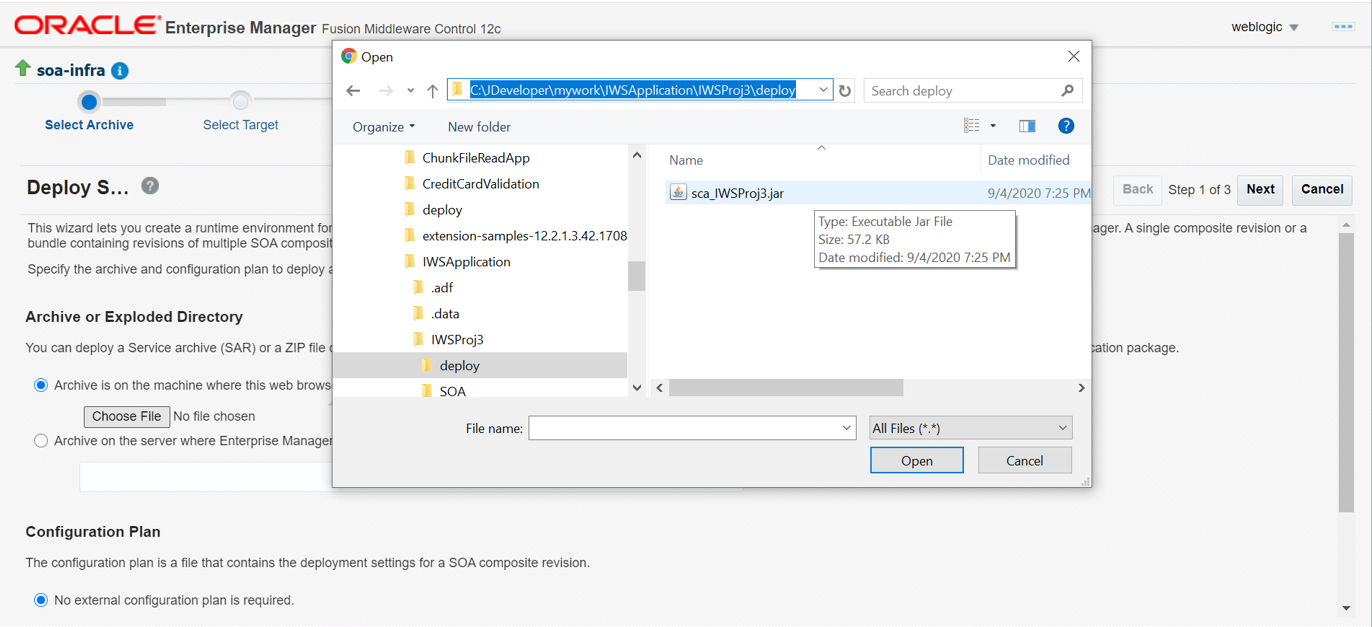 ORACLE Enterprise Manager Fusion Middleware Control 12c
weblogic
soa-infra
Select Archive
Select Target
Deploy S...
Back
Step 1 of 3
Next
Cancel
This wizard lets you create a runtime environment for
ager. A single composite revision or a
bundle containing revisions of multiple SOA composit
Specify the archive and configuration plan to deploy
Archive or Exploded Directory
You can deploy a Service archive (SAR) or a ZIP file
cation package.
Archive is on the machine where this web brows
Choose File No file chosen
Archive on the server where Enterprise Manager
Configuration Plan
The configuration plan is a file that contains the deployment settings for a SOA composite revision.
No external configuration plan is required.
Open
C:\JDeveloper\mywork\IWSApplication\IWSProj3\deploy
Search deploy
Organize
New folder
ChunkFileReadApp
CreditCardValidation
deploy
extension-samples-12.2.1.3.42.1708
IWSApplication
.adf
.data
IWSProj3
deploy
SOA
Name
Date modified
sca_IWSProj3.jar
9/4/2020 7:25 PM
Type: Executable Jar File
Size: 57.2 KB
Date modified: 9/4/2020 7:25 PM
File name:
All Files (*.*)
Open
Cancel